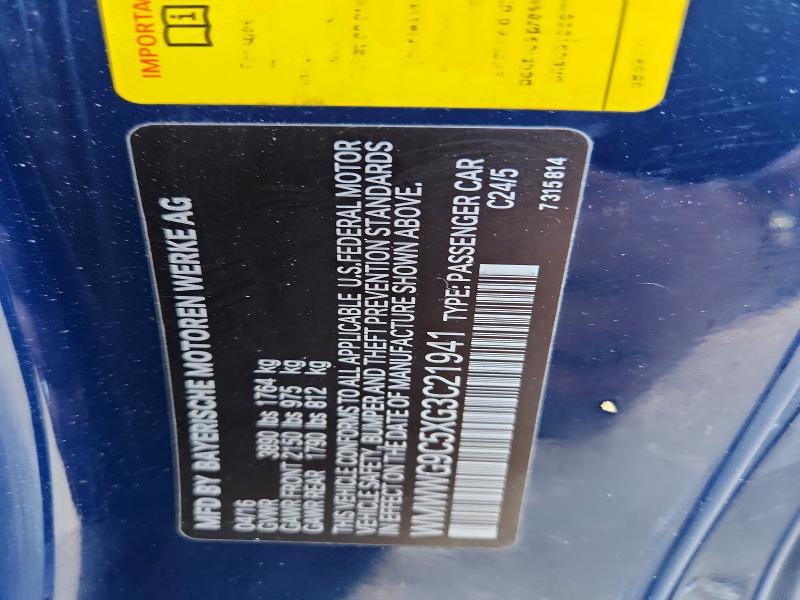 IMPORTA
MFD BY BAYERISCHE MOTOREN WERKE AG
04/16
GVWR 3890 lbs 1764 kg
GAWR FRONT 2150 lbs 975 kg
GAWR REAR 1790 lbs 812 kg
THIS VEHICLE CONFORMS TO ALL APPLICABLE U.S. FEDERAL MOTOR
VEHICLE SAFETY, BUMPER AND THEFT PREVENTION STANDARDS
IN EFFECT ON THE DATE OF MANUFACTURE SHOWN ABOVE.
WMWWG9C5XG3C21941 TYPE: PASSENGER CAR
C24/5
7315814